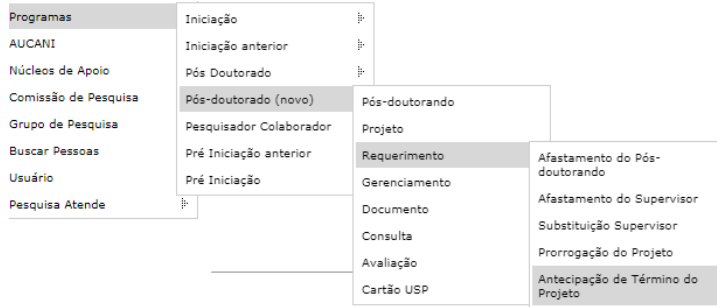 Programas
AUCANI
Núcleos de Apoio
Comissão de Pesquisa
Grupo de Pesquisa
Buscar Pessoas
Usuário
Pesquisa Atende
Iniciação
Iniciação anterior
Pós Doutorado
Pós-doutorado (novo)
Pesquisador Colaborador
Pré Iniciação anterior
Pré Iniciação
Pós-doutorando
Projeto
Requerimento
Gerenciamento
Documento
Consulta
Avaliação
Cartão USP
Afastamento do Pós-
doutorando
Afastamento do Supervisor
Substituição Supervisor
Prorrogação do Projeto
Antecipação de Término do
Projeto